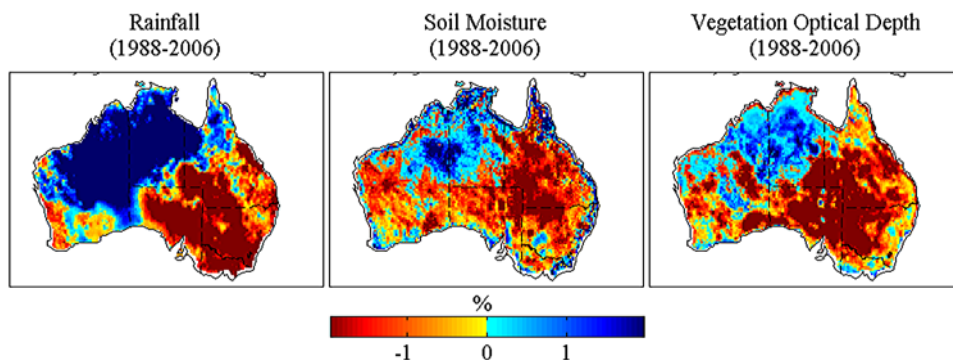 Rainfall
(1988-2006)
Soil Moisture
(1988-2006)
Vegetation Optical Depth
(1988-2006)
%
-1 0 1